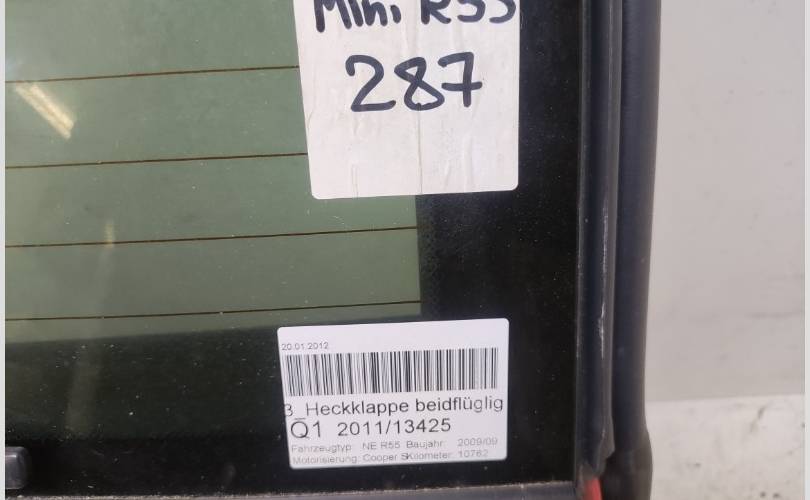 Mini R55
287
20.01.2012
3_Heckklappe beidflüglig
Q1 2011/13425
Fahrzeugtyp: NE R55 Baujahr: 2009/09
Motorisierung: Cooper SKilometer: 10762